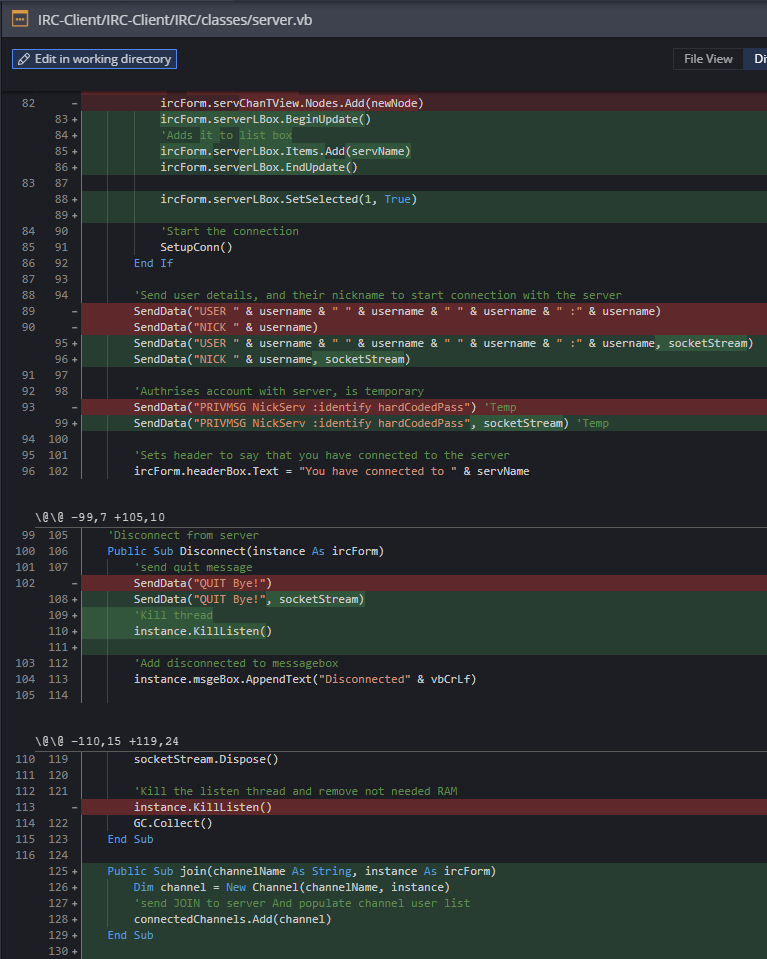 IRC-Client/IRC-Client/IRC/classes/server.vb
Edit in working directory
File View
Di
82 - ircForm.servChanTView.Nodes.Add(newNode)
83 + ircForm.serverLBox.BeginUpdate()
84 + 'Adds it to list box
85 + ircForm.serverLBox.Items.Add(servName)
86 + ircForm.serverLBox.EndUpdate()
83 87
88 + ircForm.serverLBox.SetSelected(1, True)
89 +
84 90 'Start the connection
85 91 SetupConn()
86 92 End If
87 93
88 94 'Send user details, and their nickname to start connection with the server
89 - SendData("USER " & username & " " & username & " " & username & " :" & username)
90 - SendData("NICK " & username)
95 + SendData("USER " & username & " " & username & " " & username & " :" & username, socketStream)
96 + SendData("NICK " & username, socketStream)
91 97
92 98 'Authrises account with server, is temporary
93 - SendData("PRIVMSG NickServ :identify hardCodedPass") 'Temp
99 + SendData("PRIVMSG NickServ :identify hardCodedPass", socketStream) 'Temp
94 100
95 101 'Sets header to say that you have connected to the server
96 102 ircForm.headerBox.Text = "You have connected to " & servName
\@\@ -99,7 +105,10
99 105 'Disconnect from server
100 106 Public Sub Disconnect(instance As ircForm)
101 107 'send quit message
102 - SendData("QUIT Bye!")
108 + SendData("QUIT Bye!", socketStream)
109 + 'Kill thread
110 + instance.KillListen()
111 +
103 112 'Add disconnected to messagebox
104 113 instance.msgeBox.AppendText("Disconnected" & vbCrLf)
105 114
\@\@ -110,15 +119,24
110 119 socketStream.Dispose()
111 120
112 121 'Kill the listen thread and remove not needed RAM
113 - instance.KillListen()
114 122 GC.Collect()
115 123 End Sub
116 124
125 + Public Sub join(channelName As String, instance As ircForm)
126 + Dim channel = New Channel(channelName, instance)
127 + 'send JOIN to server And populate channel user list
128 + connectedChannels.Add(channel)
129 + End Sub
130 +